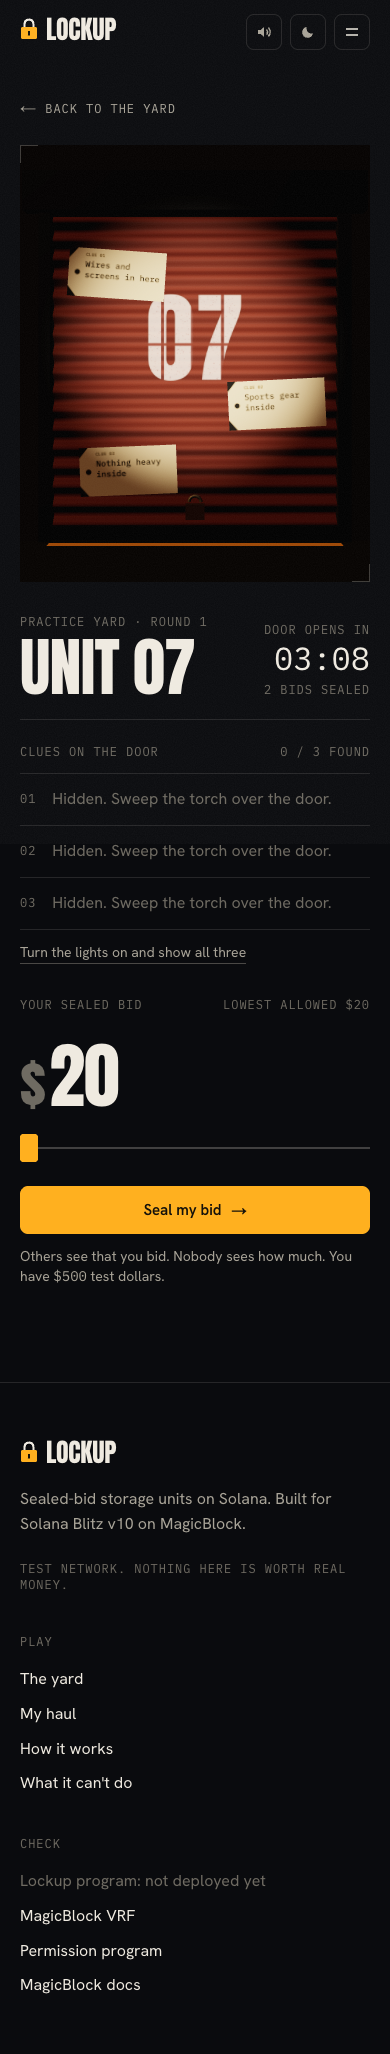 LOCKUP
← BACK TO THE YARD
CLUE 01
Wires and
screens in here
07
CLUE 02
Sports gear
inside
CLUE 03
Nothing heavy
inside
PRACTICE YARD · ROUND 1
UNIT 07
DOOR OPENS IN
03:08
2 BIDS SEALED
CLUES ON THE DOOR
0 / 3 FOUND
01 Hidden. Sweep the torch over the door.
02 Hidden. Sweep the torch over the door.
03 Hidden. Sweep the torch over the door.
Turn the lights on and show all three
YOUR SEALED BID
LOWEST ALLOWED $20
$20
Seal my bid →
Others see that you bid. Nobody sees how much. You
have $500 test dollars.
LOCKUP
Sealed-bid storage units on Solana. Built for
Solana Blitz v10 on MagicBlock.
TEST NETWORK. NOTHING HERE IS WORTH REAL
MONEY.
PLAY
The yard
My haul
How it works
What it can't do
CHECK
Lockup program: not deployed yet
MagicBlock VRF
Permission program
MagicBlock docs